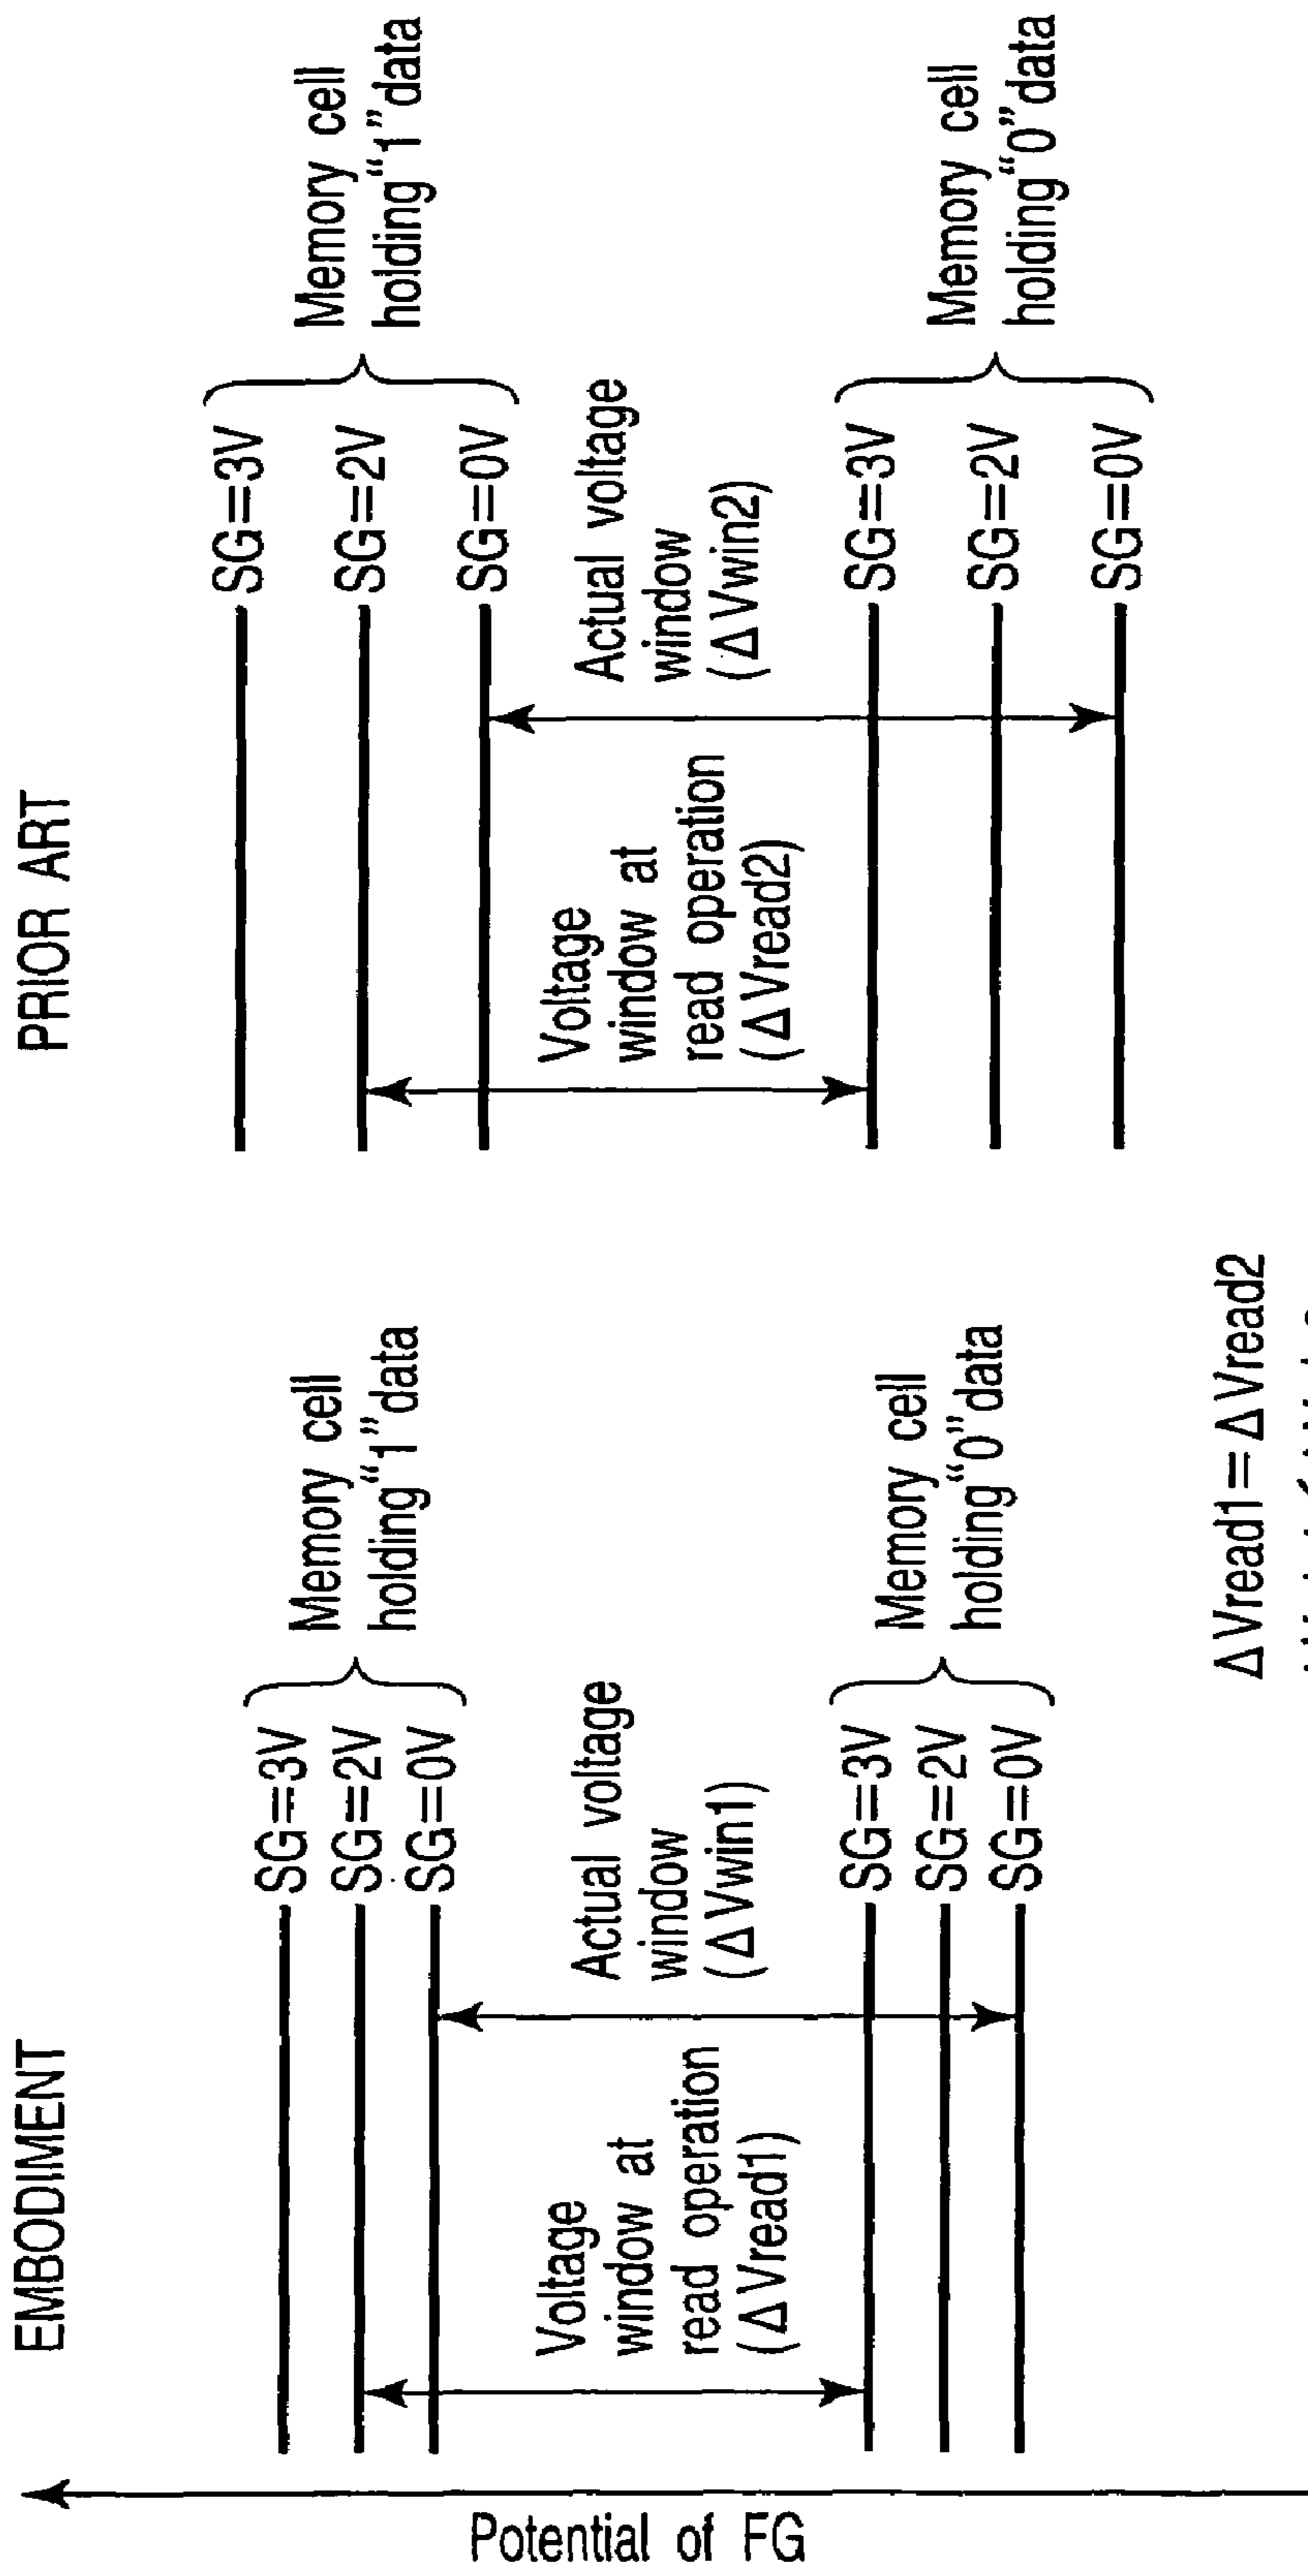 EMBODIMENT
PRIOR ART
Potential of FG
SG=3V
SG=2V
SG=0V
Memory cell
holding "1" data
Voltage
window at
read operation
(ΔVread1)
Actual voltage
window
(ΔVwin1)
SG=3V
SG=2V
SG=0V
Memory cell
holding "0" data
SG=3V
SG=2V
SG=0V
Memory cell
holding "1" data
Voltage
window at
read operation
(ΔVread2)
Actual voltage
window
(ΔVwin2)
SG=3V
SG=2V
SG=0V
Memory cell
holding "0" data
ΔVread1=ΔVread2